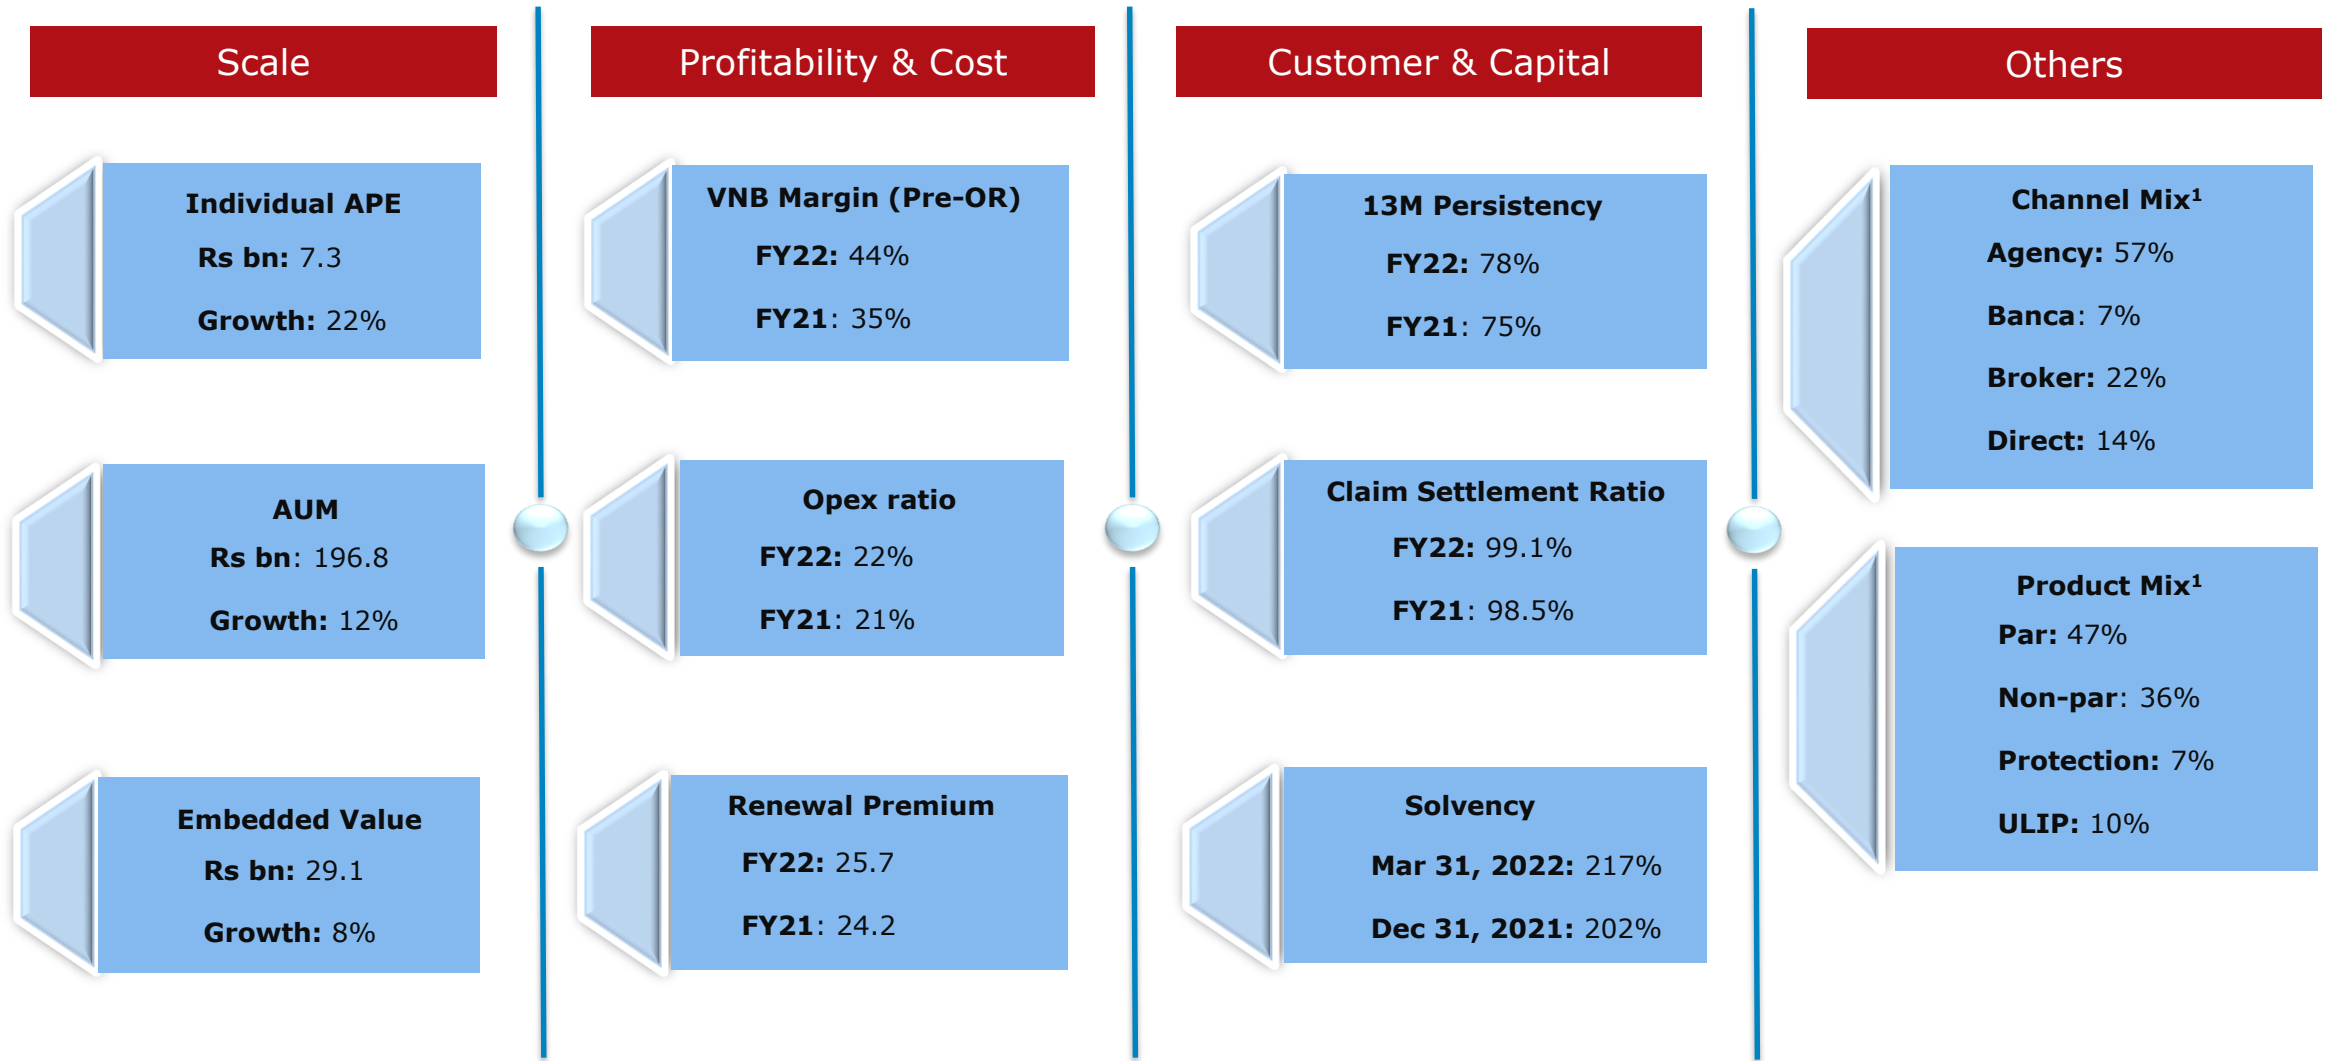 Scale
Individual APE
Rs bn: 7.3
Growth: 22%
AUM
Rs bn: 196.8
Growth: 12%
Embedded Value
Rs bn: 29.1
Growth: 8%
Profitability & Cost
VNB Margin (Pre-OR)
FY22: 44%
FY21: 35%
Opex ratio
FY22: 22%
FY21: 21%
Renewal Premium
FY22: 25.7
FY21: 24.2
Customer & Capital
13M Persistency
FY22: 78%
FY21: 75%
Claim Settlement Ratio
FY22: 99.1%
FY21: 98.5%
Solvency
Mar 31, 2022: 217%
Dec 31, 2021: 202%
Others
Channel Mix¹
Agency: 57%
Banca: 7%
Broker: 22%
Direct: 14%
Product Mix¹
Par: 47%
Non-par: 36%
Protection: 7%
ULIP: 10%